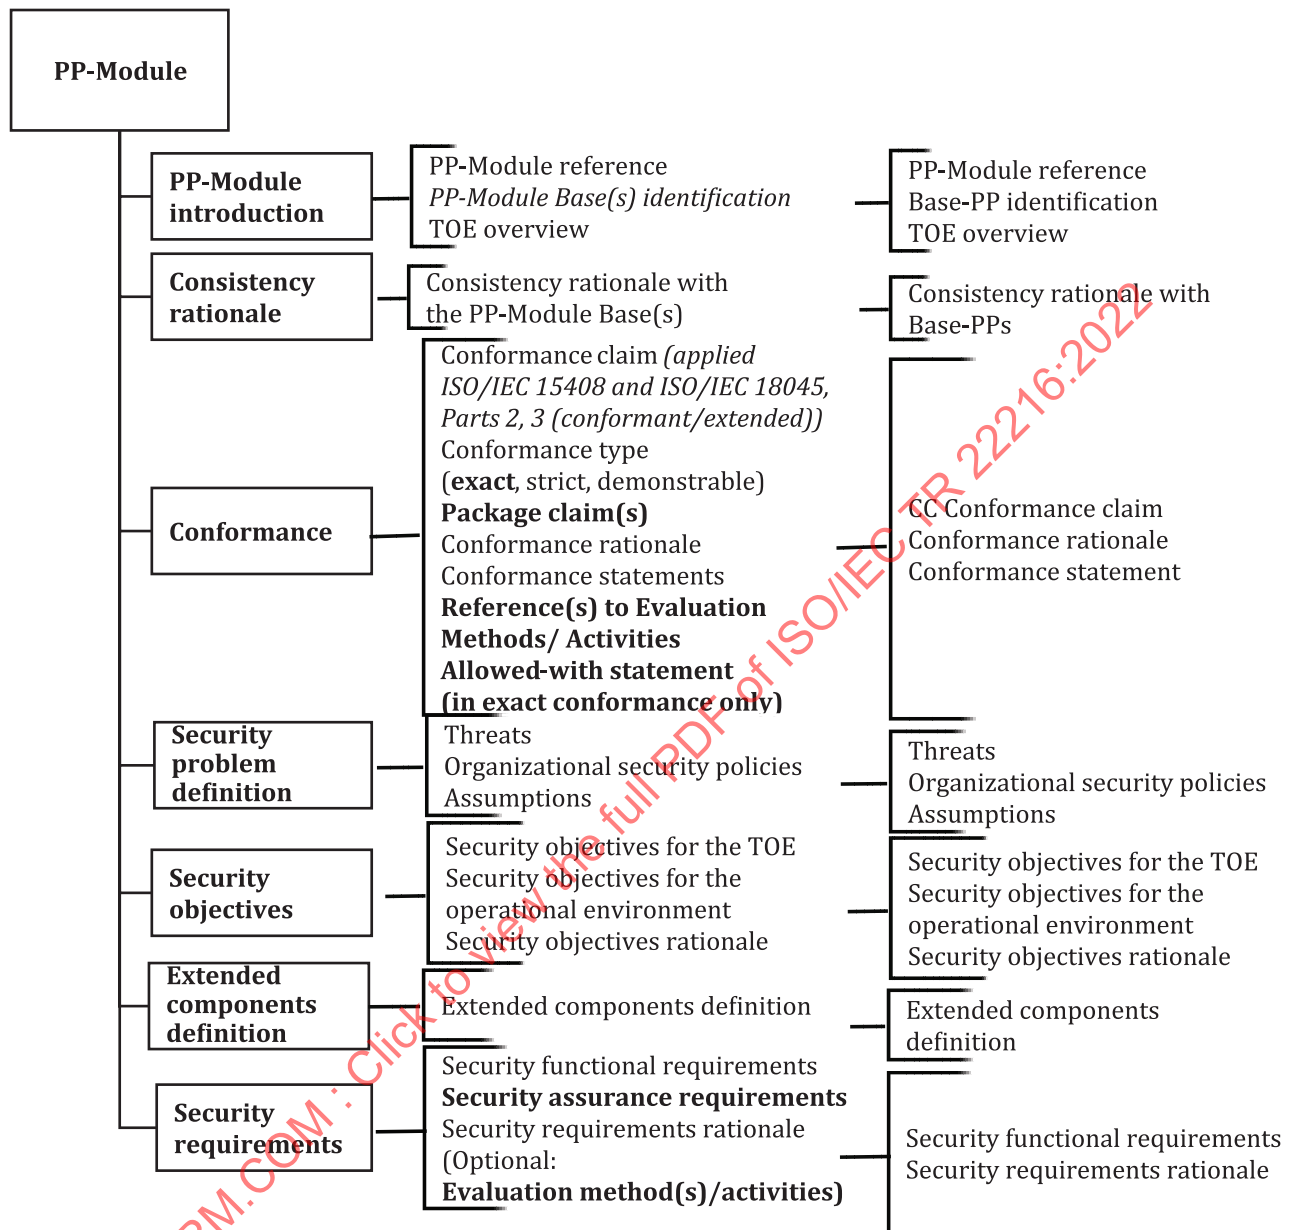 PP-Module
PP-Module
introduction
PP-Module reference
PP-Module Base(s) identification
TOE overview
PP-Module reference
Base-PP identification
TOE overview
Consistency
rationale
Consistency rationale with
the PP-Module Base(s)
Consistency rationale with
Base-PPs
Conformance
Conformance claim (applied
ISO/IEC 15408 and ISO/IEC 18045,
Parts 2, 3 (conformant/extended))
Conformance type
(exact, strict, demonstrable)
Package claim(s)
Conformance rationale
Conformance statements
Reference(s) to Evaluation
Methods/ Activities
Allowed-with statement
(in exact conformance only)
CC Conformance claim
Conformance rationale
Conformance statement
Security
problem
definition
Threats
Organizational security policies
Assumptions
Threats
Organizational security policies
Assumptions
Security
objectives
Security objectives for the TOE
Security objectives for the
operational environment
Security objectives rationale
Security objectives for the TOE
Security objectives for the
operational environment
Security objectives rationale
Extended
components
definition
Extended components definition
Extended components
definition
Security
requirements
Security functional requirements
Security assurance requirements
Security requirements rationale
(Optional:
Evaluation method(s)/activities)
Security functional requirements
Security requirements rationale
RM.COM : Click to view the full PDF of ISO/IEC TR 22216:2022